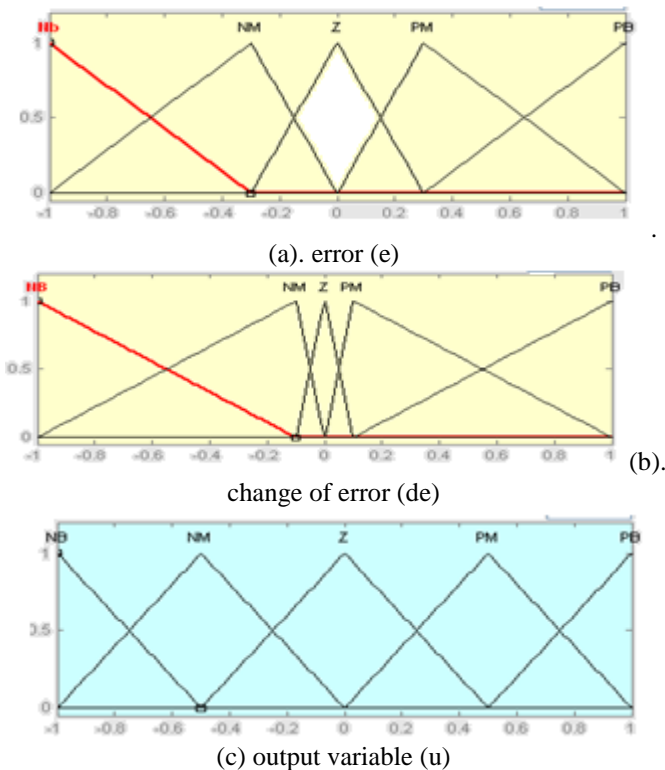 Nb NM Z PM PB
1
0.5
0
-1 -0.8 -0.6 -0.4 -0.2 0 0.2 0.4 0.6 0.8 1
.
(a). error (e)
NB NM Z PM PB
1
0.5
0
-1 -0.8 -0.6 -0.4 -0.2 0 0.2 0.4 0.6 0.8 1
(b).
change of error (de)
NB NM Z PM PB
1
0.5
0
-1 -0.8 -0.6 -0.4 -0.2 0 0.2 0.4 0.6 0.8 1
(c) output variable (u)